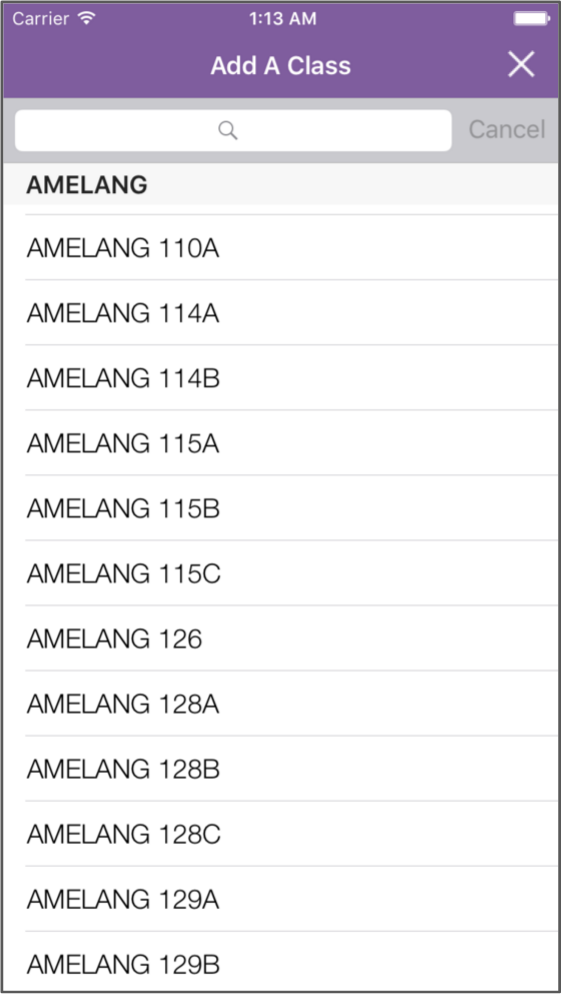 Carrier 1:13 AM
Add A Class
Cancel
AMELANG
AMELANG 110A
AMELANG 114A
AMELANG 114B
AMELANG 115A
AMELANG 115B
AMELANG 115C
AMELANG 126
AMELANG 128A
AMELANG 128B
AMELANG 128C
AMELANG 129A
AMELANG 129B